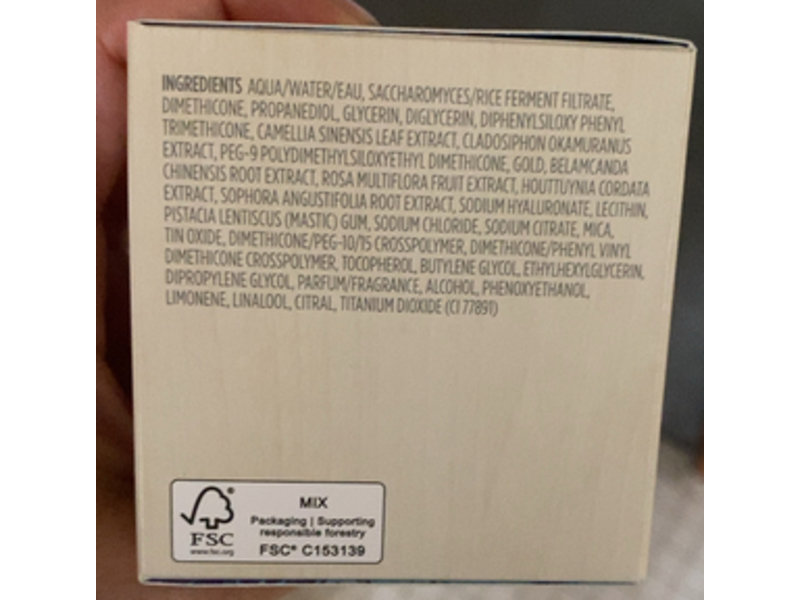 INGREDIENTS AQUA/WATER/EAU, SACCHAROMYCES/RICE FERMENT FILTRATE,
DIMETHICONE, PROPANEDIOL, GLYCERIN, DIGLYCERIN, DIPHENYLSILOXY PHENYL
TRIMETHICONE, CAMELLIA SINENSIS LEAF EXTRACT, CLADOSIPHON OKAMURANUS
EXTRACT, PEG-9 POLYDIMETHYLSILOXYETHYL DIMETHICONE, GOLD, BELAMCANDA
CHINENSIS ROOT EXTRACT, ROSA MULTIFLORA FRUIT EXTRACT, HOUTTUYNIA CORDATA
EXTRACT, SOPHORA ANGUSTIFOLIA ROOT EXTRACT, SODIUM HYALURONATE, LECITHIN,
PISTACIA LENTISCUS (MASTIC) GUM, SODIUM CHLORIDE, SODIUM CITRATE, MICA,
TIN OXIDE, DIMETHICONE/PEG-10/15 CROSSPOLYMER, DIMETHICONE/PHENYL VINYL
DIMETHICONE CROSSPOLYMER, TOCOPHEROL, BUTYLENE GLYCOL, ETHYLHEXYLGLYCERIN,
DIPROPYLENE GLYCOL, PARFUM/FRAGRANCE, ALCOHOL, PHENOXYETHANOL,
LIMONENE, LINALOOL, CITRAL, TITANIUM DIOXIDE (CI 77891)
®
FSC
www.fsc.org
MIX
Packaging | Supporting
responsible forestry
FSC® C153139